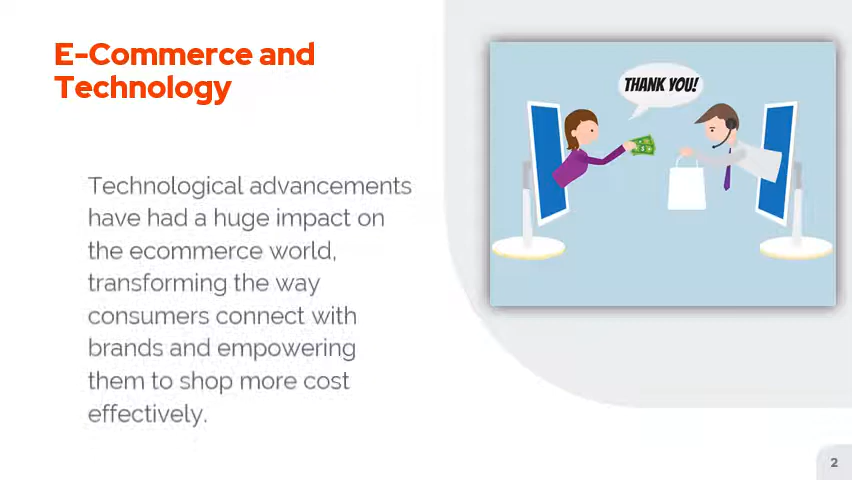 E-Commerce and
Technology
Technological advancements
have had a huge impact on
the ecommerce world,
transforming the way
consumers connect with
brands and empowering
them to shop more cost
effectively.
THANK YOU!
2